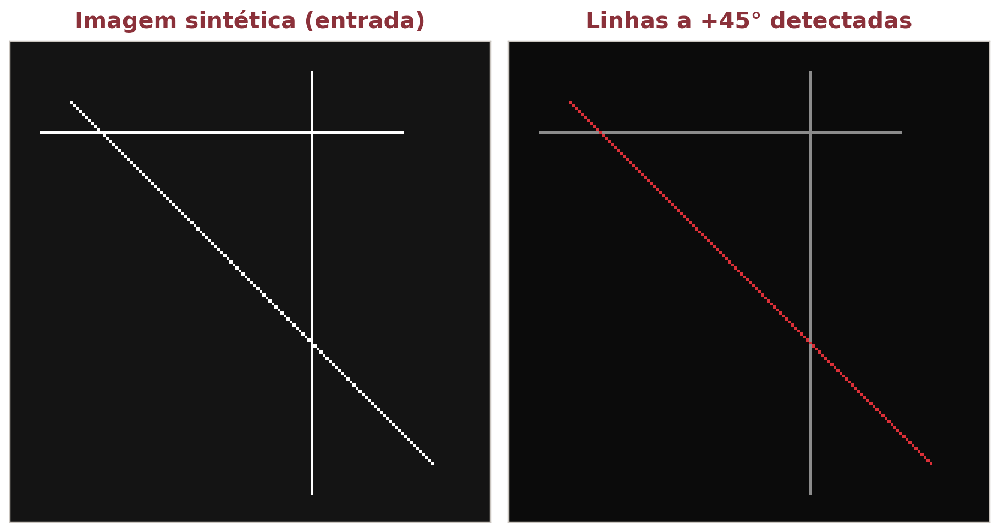 Imagem sintética (entrada)
Linhas a +45° detectadas